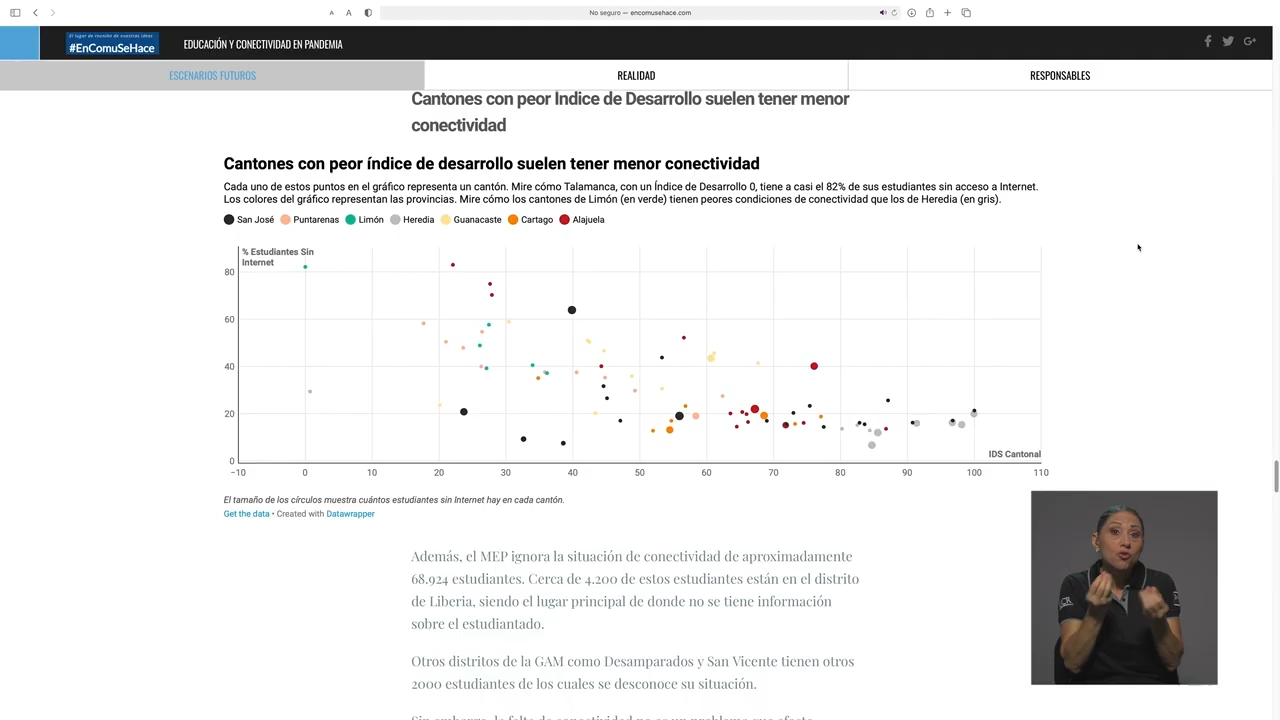 A A No seguro — encomusehace.com
El lugar de reunión de nuestras ideas
#EnComuSeHace
EDUCACIÓN Y CONECTIVIDAD EN PANDEMIA
G+
ESCENARIOS FUTUROS REALIDAD RESPONSABLES
Cantones con peor Índice de Desarrollo suelen tener menor
conectividad
Cantones con peor índice de desarrollo suelen tener menor conectividad
Cada uno de estos puntos en el gráfico representa un cantón. Mire cómo Talamanca, con un Índice de Desarrollo 0, tiene a casi el 82% de sus estudiantes sin acceso a Internet.
Los colores del gráfico representan las provincias. Mire cómo los cantones de Limón (en verde) tienen peores condiciones de conectividad que los de Heredia (en gris).
San José Puntarenas Limón Heredia Guanacaste Cartago Alajuela
% Estudiantes Sin
Internet
80
60
40
20
0
IDS Cantonal
−10 0 10 20 30 40 50 60 70 80 90 100 110
El tamaño de los círculos muestra cuántos estudiantes sin Internet hay en cada cantón.
Get the data • Created with Datawrapper
Además, el MEP ignora la situación de conectividad de aproximadamente
68.924 estudiantes. Cerca de 4.200 de estos estudiantes están en el distrito
de Liberia, siendo el lugar principal de donde no se tiene información
sobre el estudiantado.
Otros distritos de la GAM como Desamparados y San Vicente tienen otros
2000 estudiantes de los cuales se desconoce su situación.